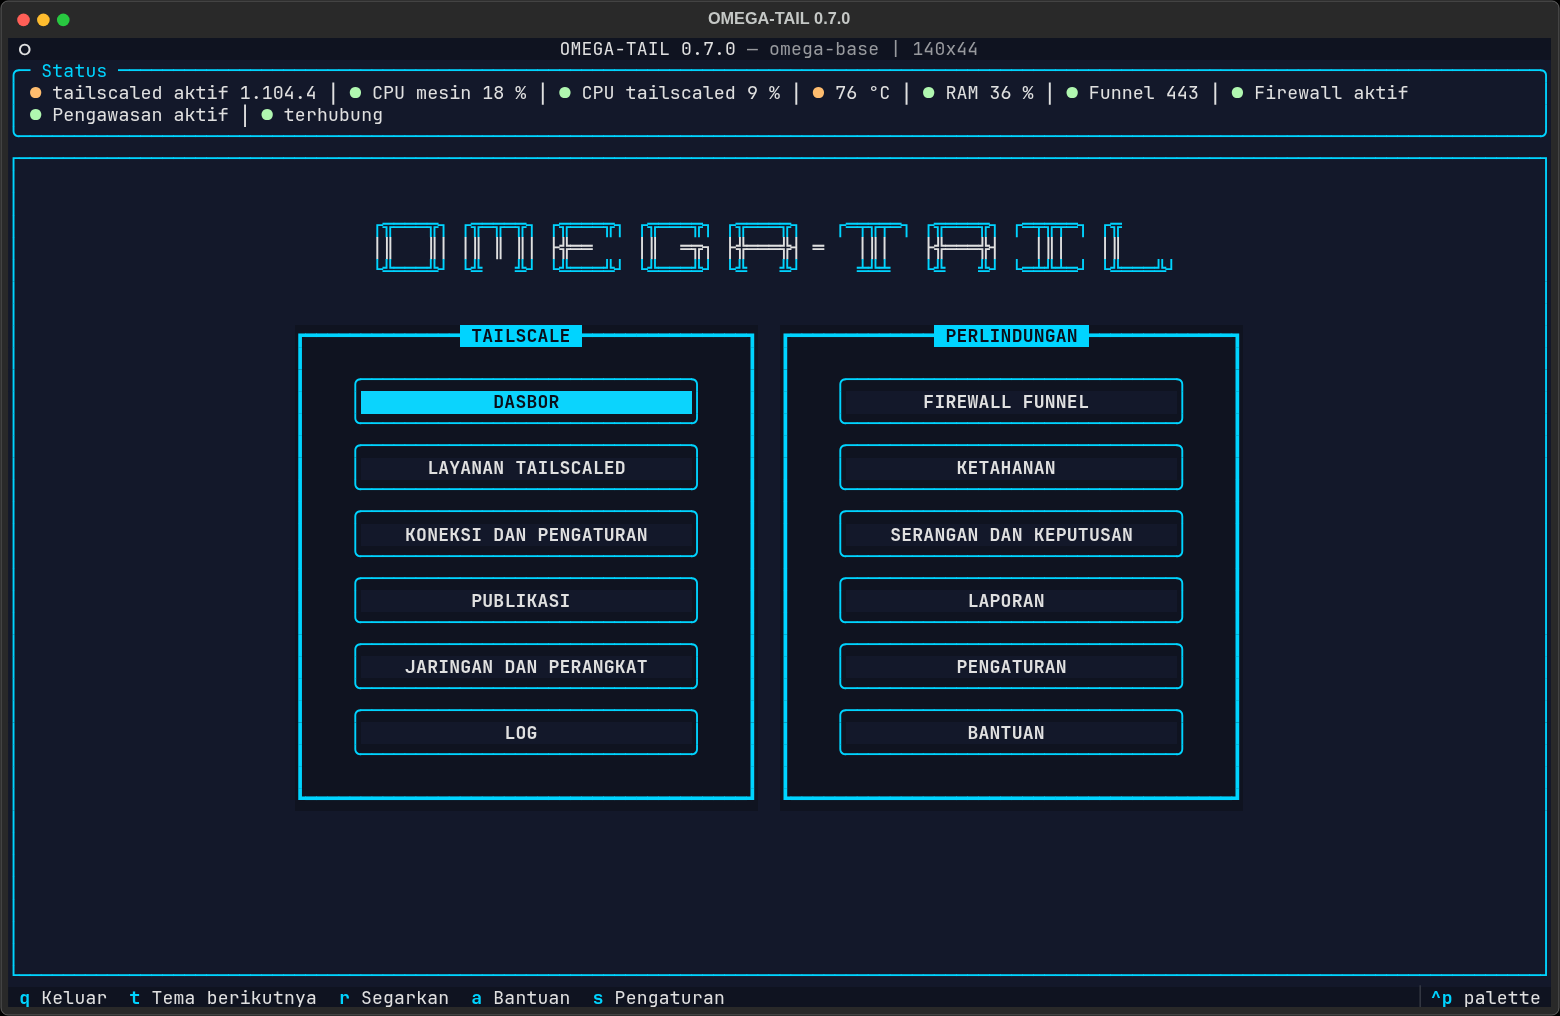 OMEGA-TAIL 0.7.0
O OMEGA-TAIL 0.7.0 — omega-base | 140x44
Status
● tailscaled aktif 1.104.4 │ ● CPU mesin 18 % │ ● CPU tailscaled 9 % │ ● 76 °C │ ● RAM 36 % │ ● Funnel 443 │ ● Firewall aktif
● Pengawasan aktif │ ● terhubung
OMEGA-TAIL
TAILSCALE
DASBOR
LAYANAN TAILSCALED
KONEKSI DAN PENGATURAN
PUBLIKASI
JARINGAN DAN PERANGKAT
LOG
PERLINDUNGAN
FIREWALL FUNNEL
KETAHANAN
SERANGAN DAN KEPUTUSAN
LAPORAN
PENGATURAN
BANTUAN
q Keluar t Tema berikutnya r Segarkan a Bantuan s Pengaturan ^p palette